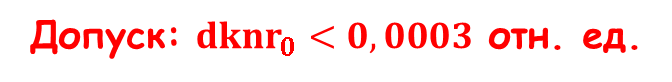 Допуск: dknr₀ < 0,0003 отн. ед.